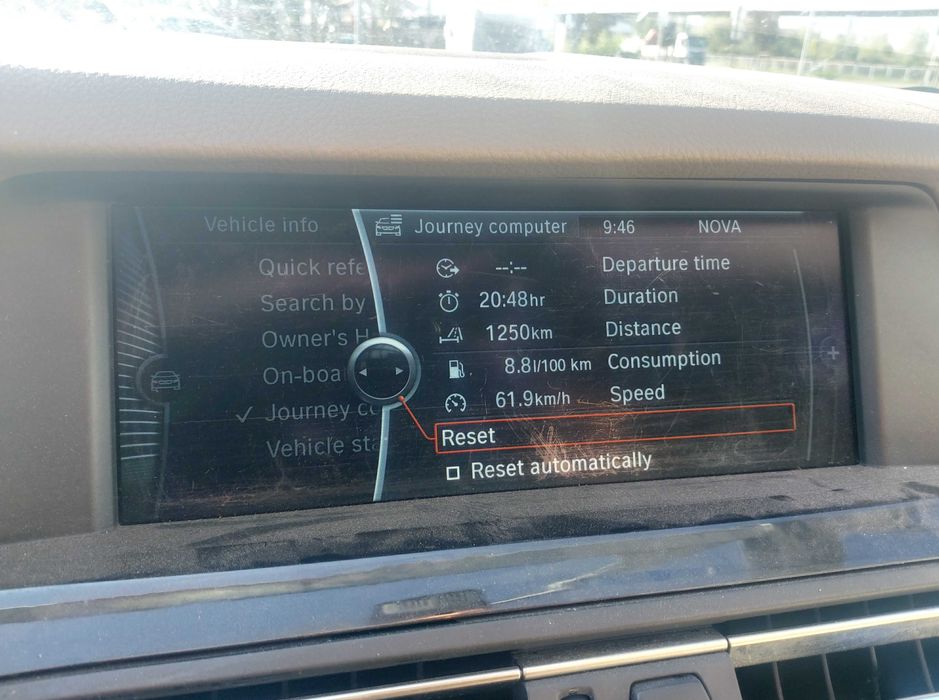 Vehicle info
Quick refe
Search by
Owner's H
On-boa
Journey co
Vehicle sta
Journey computer 9:46 NOVA
--:-- Departure time
20:48hr Duration
1250km Distance
8.8l/100 km Consumption
61.9km/h Speed
Reset
Reset automatically